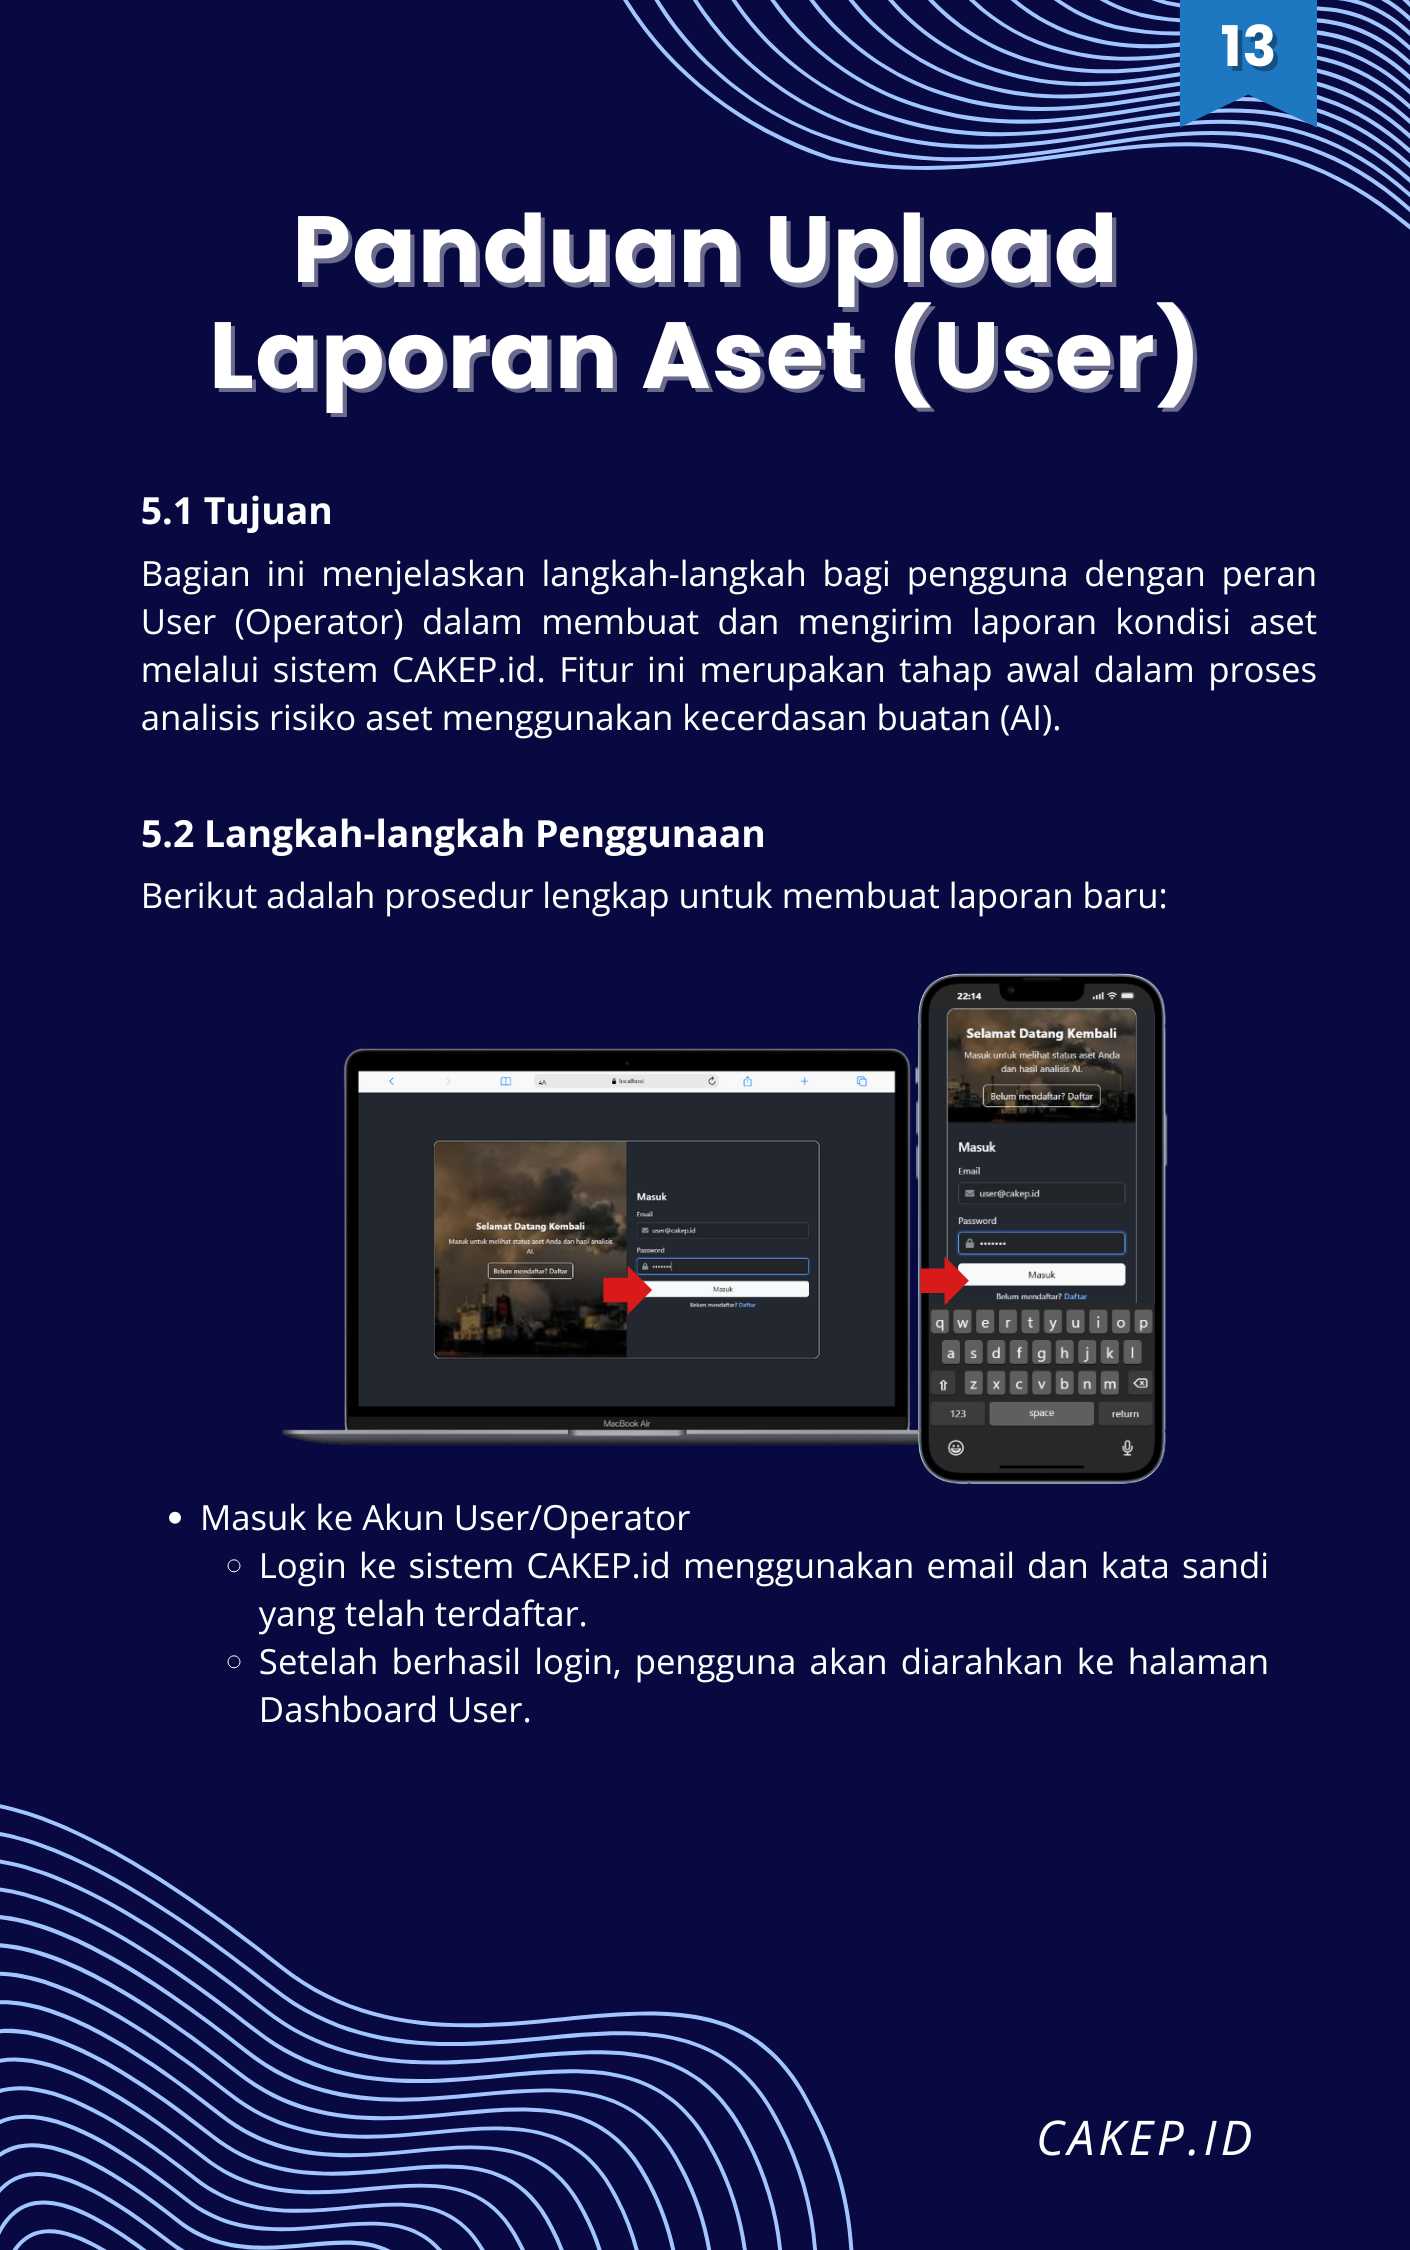 13
Panduan Upload
Laporan Aset (User)
5.1 Tujuan
Bagian ini menjelaskan langkah-langkah bagi pengguna dengan peran
User (Operator) dalam membuat dan mengirim laporan kondisi aset
melalui sistem CAKEP.id. Fitur ini merupakan tahap awal dalam proses
analisis risiko aset menggunakan kecerdasan buatan (AI).
5.2 Langkah-langkah Penggunaan
Berikut adalah prosedur lengkap untuk membuat laporan baru:
localhost
Selamat Datang Kembali
Masuk untuk melihat status aset Anda dan hasil analisis
AI.
Belum mendaftar? Daftar
Masuk
Email
user@cakep.id
Password
•••••••
Masuk
Belum mendaftar? Daftar
MacBook Air
22:14
Selamat Datang Kembali
Masuk untuk melihat status aset Anda
dan hasil analisis AI.
Belum mendaftar? Daftar
Masuk
Email
user@cakep.id
Password
•••••••
Masuk
Belum mendaftar? Daftar
q w e r t y u i o p
a s d f g h j k l
z x c v b n m
123 space return
• Masuk ke Akun User/Operator
◦ Login ke sistem CAKEP.id menggunakan email dan kata sandi
yang telah terdaftar.
◦ Setelah berhasil login, pengguna akan diarahkan ke halaman
Dashboard User.
CAKEP.ID